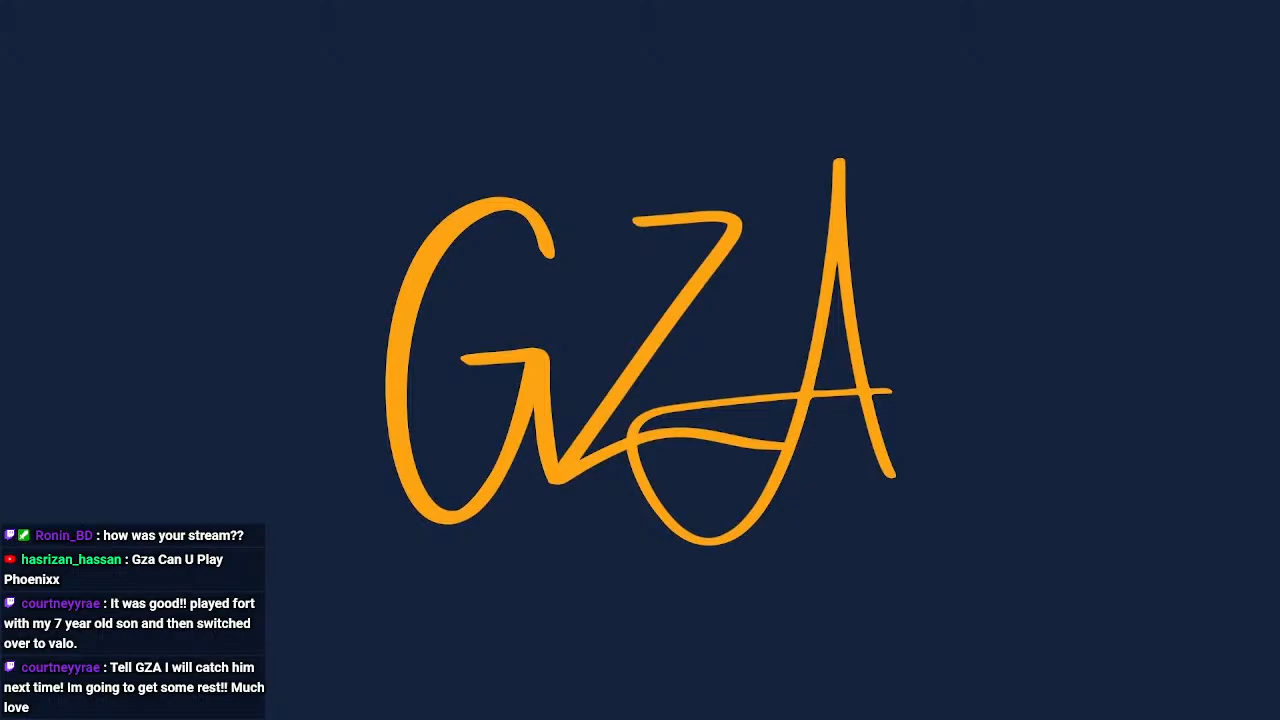 GZA
Ronin_BD : how was your stream??
hasrizan_hassan : Gza Can U Play
Phoenixx
courtneyyrae : It was good!! played fort
with my 7 year old son and then switched
over to valo.
courtneyyrae : Tell GZA I will catch him
next time! Im going to get some rest!! Much
love